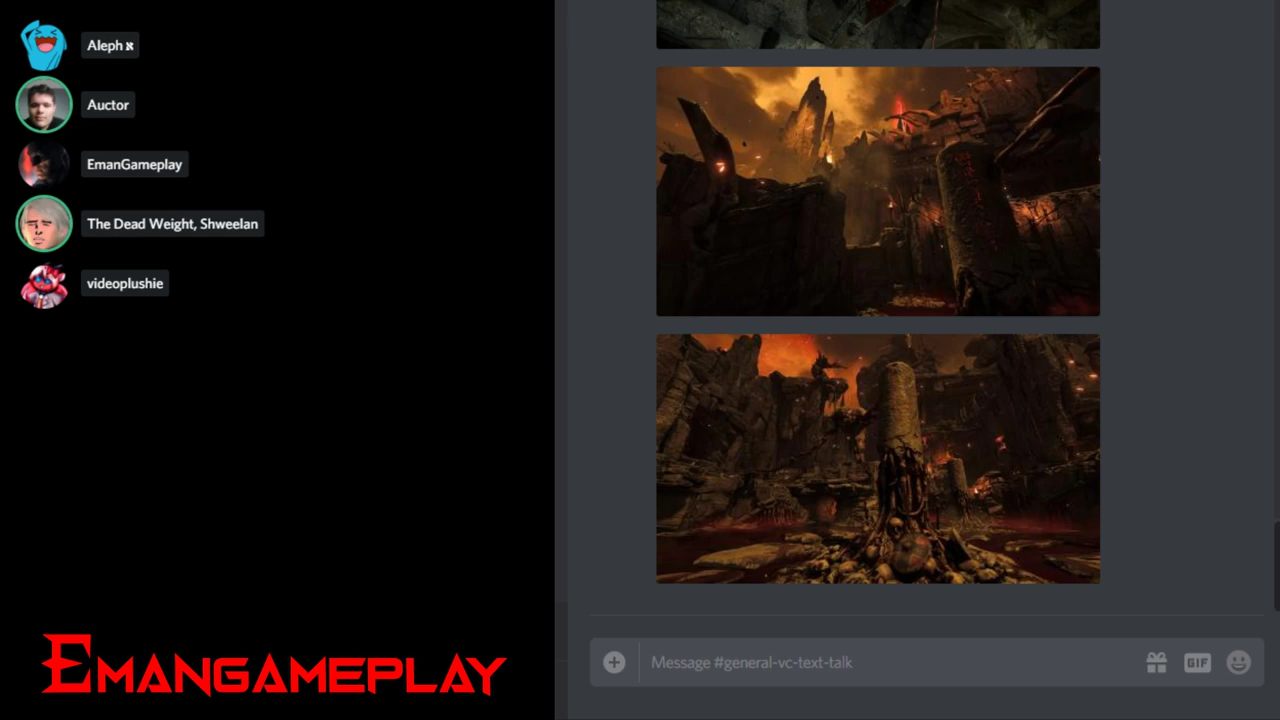 Aleph א
Auctor
EmanGameplay
The Dead Weight, Shweelan
videoplushie
EMANGAMEPLAY
Message #general-vc-text-talk
GIF